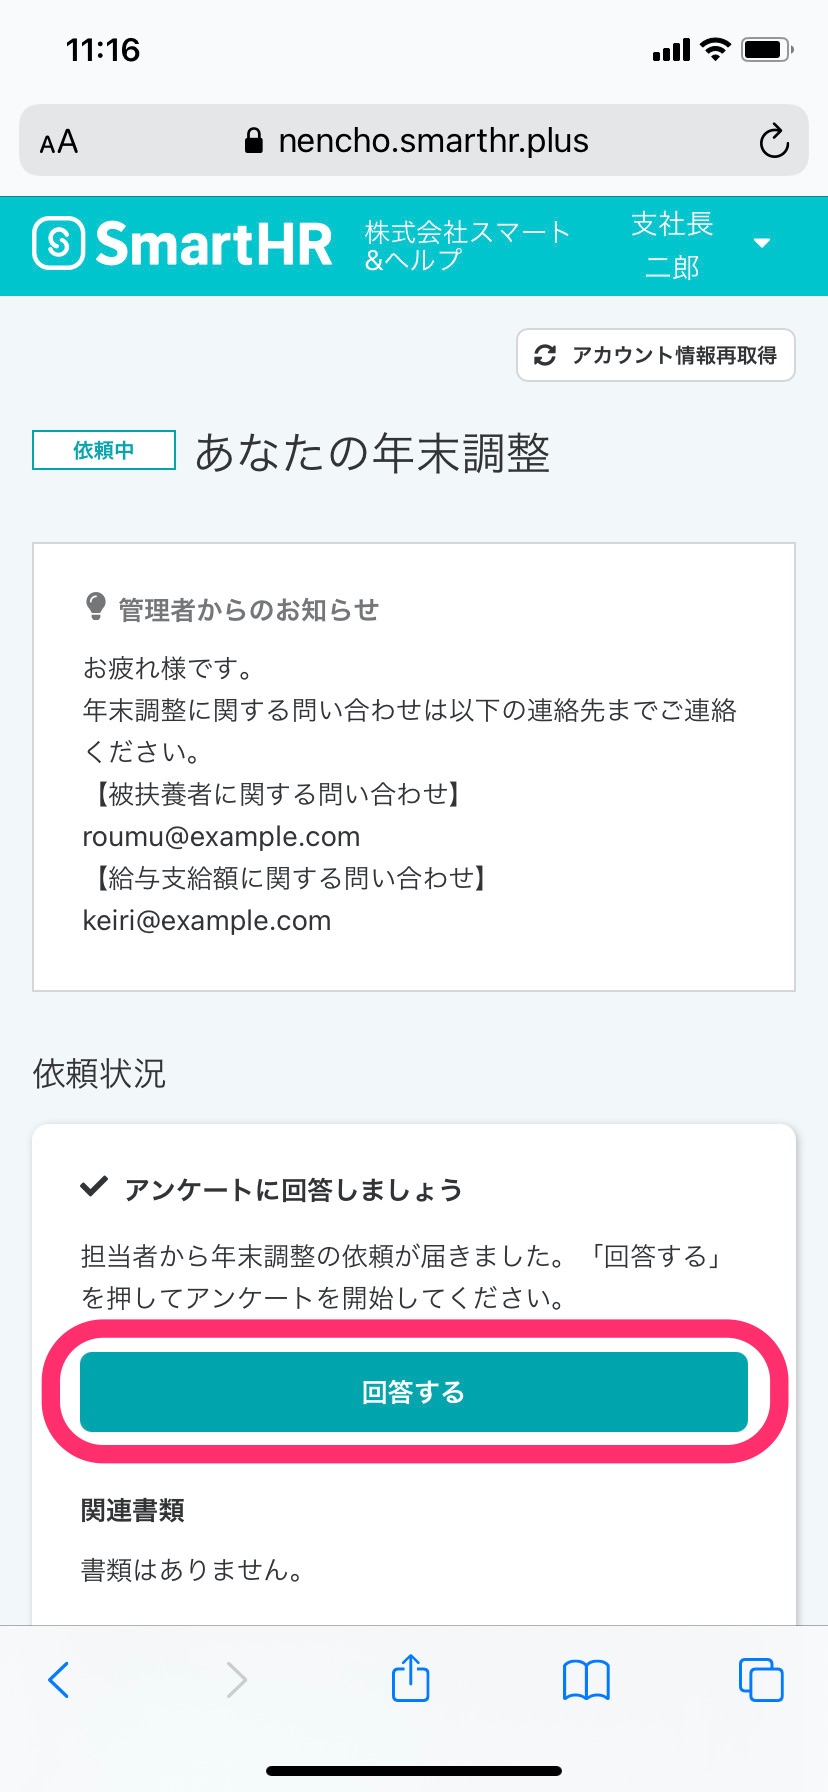 11:16
AA nencho.smarthr.plus
SmartHR
株式会社スマート
&ヘルプ
支社長
二郎
アカウント情報再取得
依頼中
あなたの年末調整
管理者からのお知らせ
お疲れ様です。
年末調整に関する問い合わせは以下の連絡先までご連絡
ください。
【被扶養者に関する問い合わせ】
roumu@example.com
【給与支給額に関する問い合わせ】
keiri@example.com
依頼状況
アンケートに回答しましょう
担当者から年末調整の依頼が届きました。「回答する」
を押してアンケートを開始してください。
回答する
関連書類
書類はありません。